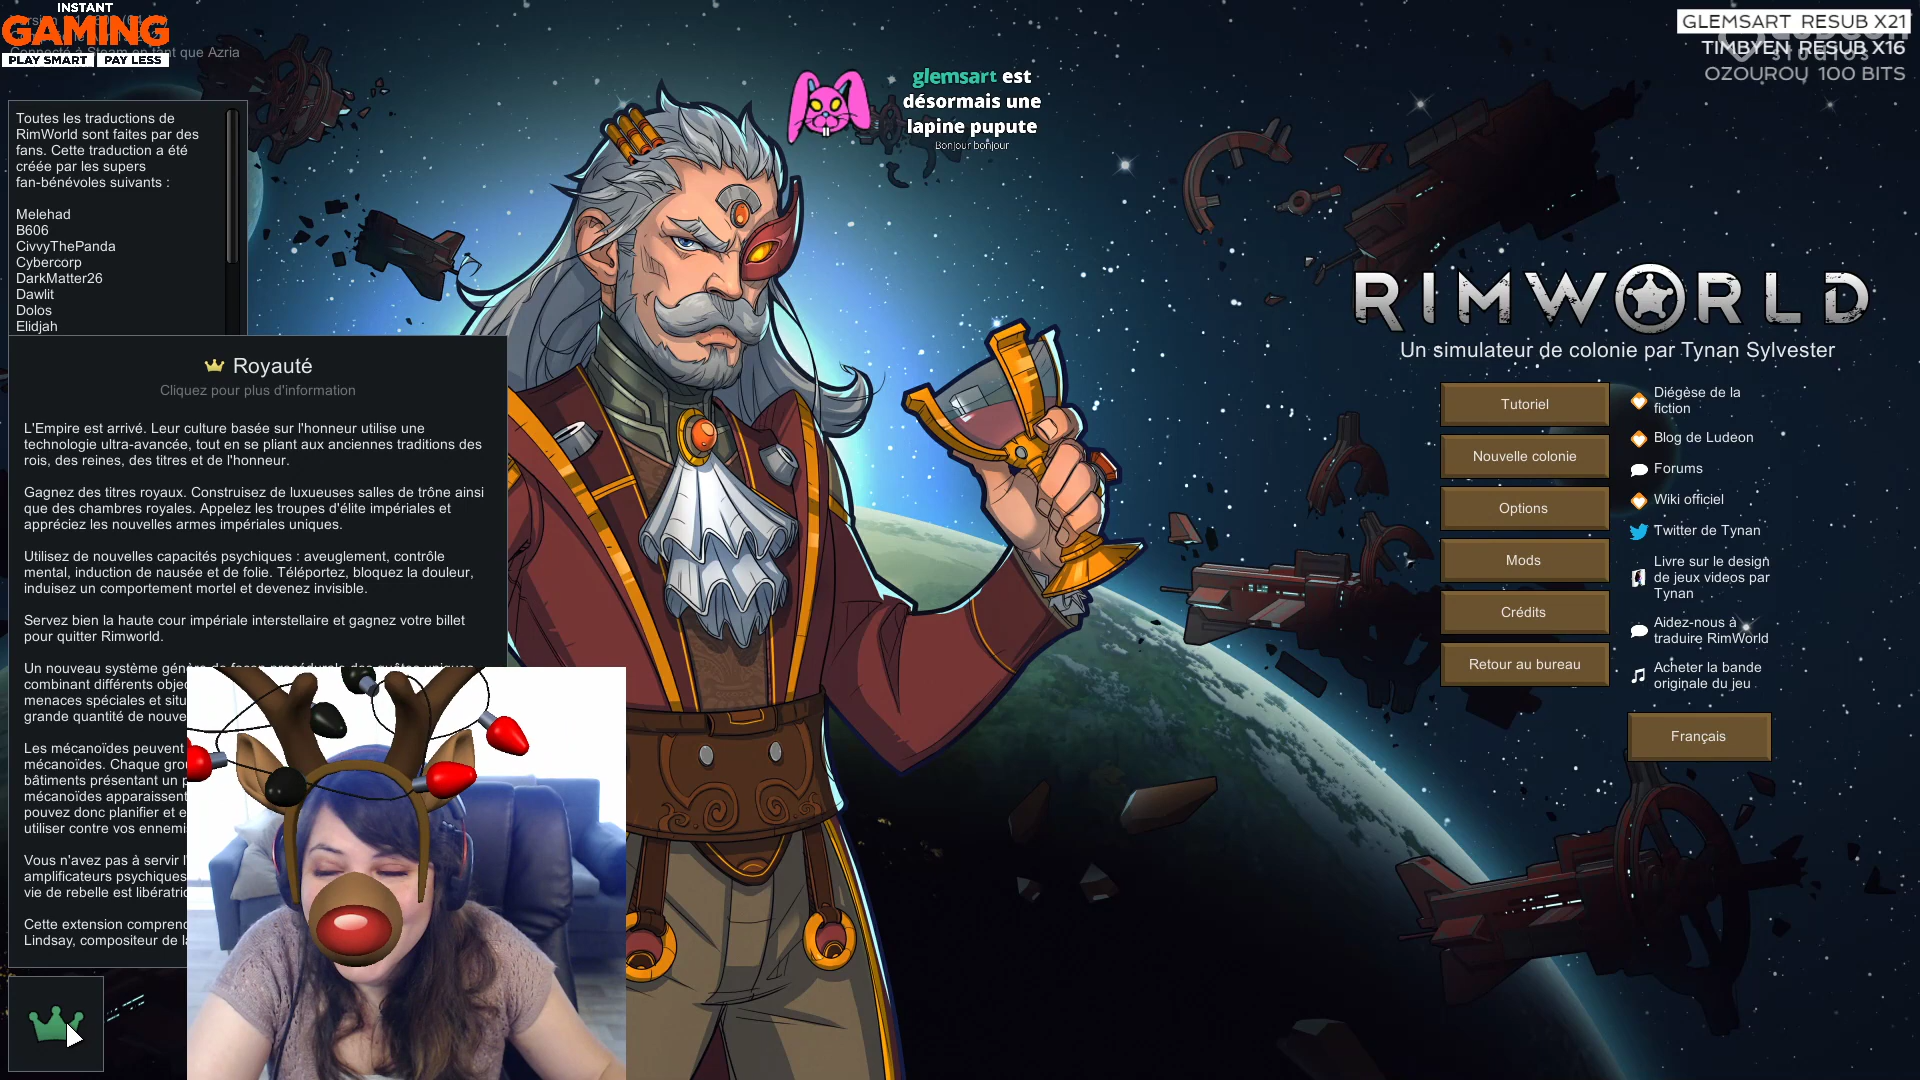 INSTANT
GAMING
PLAY SMART PAY LESS
Connecté à Steam en tant que Azria
GLEMSART RESUB X21
TIMBYEN RESUB X16
OZOUROU 100 BITS
glemsart est
désormais une
lapine pupute
Bonjour bonjour
Toutes les traductions de
RimWorld sont faites par des
fans. Cette traduction a été
créée par les supers
fan-bénévoles suivants :
Melehad
B606
CivvyThePanda
Cybercorp
DarkMatter26
Dawlit
Dolos
Elidjah
Royauté
Cliquez pour plus d'information
L'Empire est arrivé. Leur culture basée sur l'honneur utilise une
technologie ultra-avancée, tout en se pliant aux anciennes traditions des
rois, des reines, des titres et de l'honneur.
Gagnez des titres royaux. Construisez de luxueuses salles de trône ainsi
que des chambres royales. Appelez les troupes d'élite impériales et
appréciez les nouvelles armes impériales uniques.
Utilisez de nouvelles capacités psychiques : aveuglement, contrôle
mental, induction de nausée et de folie. Téléportez, bloquez la douleur,
induisez un comportement mortel et devenez invisible.
Servez bien la haute cour impériale interstellaire et gagnez votre billet
pour quitter Rimworld.
Un nouveau système génère de façon procédurale des quêtes uniques
combinant différents
menaces spéciales et
grande quantité de
Les mécanoïdes peuvent
mécanoïdes. Chaque
bâtiments présentant un
mécanoïdes apparaissent
pouvez donc planifier et
utiliser contre vos
Vous n'avez pas à servir
amplificateurs psychiques
vie de rebelle est
Cette extension
Lindsay, compositeur de
RIMWORLD
Un simulateur de colonie par Tynan Sylvester
Tutoriel
Nouvelle colonie
Options
Mods
Crédits
Retour au bureau
Diégèse de la
fiction
Blog de Ludeon
Forums
Wiki officiel
Twitter de Tynan
Livre sur le design
de jeux videos par
Tynan
Aidez-nous à
traduire RimWorld
Acheter la bande
originale du jeu
Français